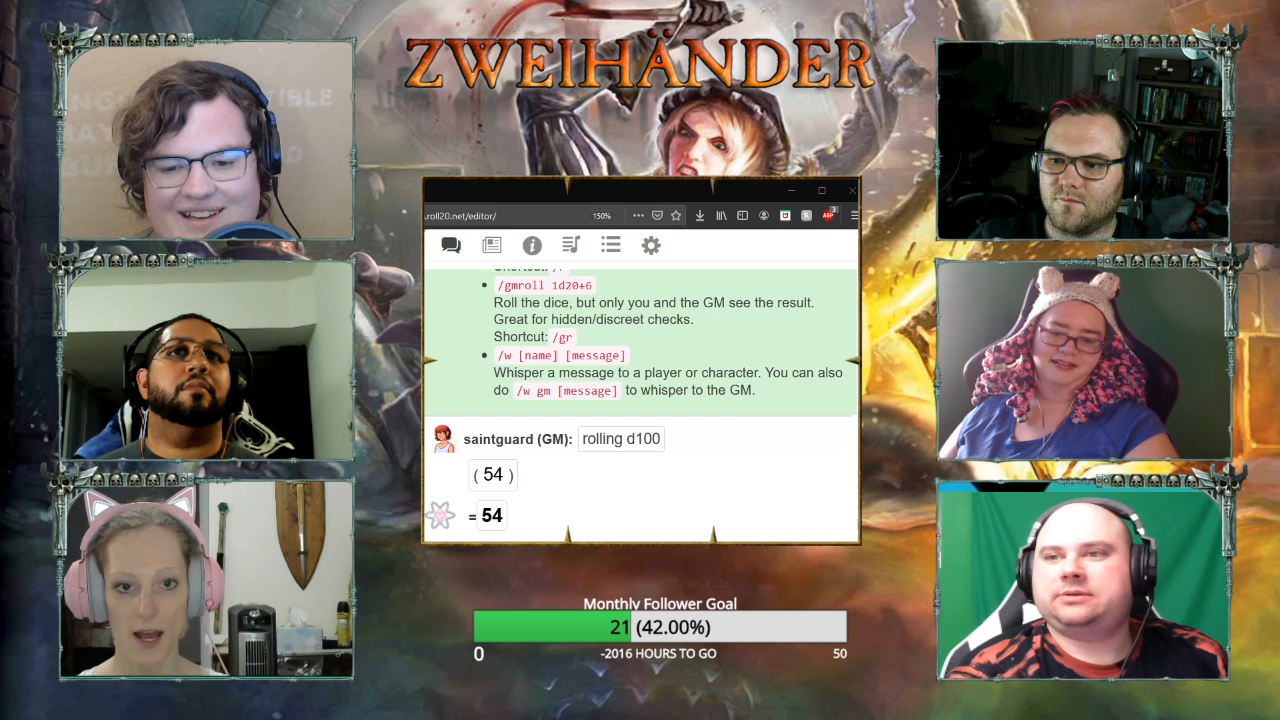 ZWEIHÄNDER
.roll20.net/editor/
150%
3
ABP
/gmroll 1d20+6
Roll the dice, but only you and the GM see the result.
Great for hidden/discreet checks.
Shortcut: /gr
/w [name] [message]
Whisper a message to a player or character. You can also
do /w gm [message] to whisper to the GM.
saintguard (GM): rolling d100
( 54 )
=54
Monthly Follower Goal
21 (42.00%)
0
-2016 HOURS TO GO
50